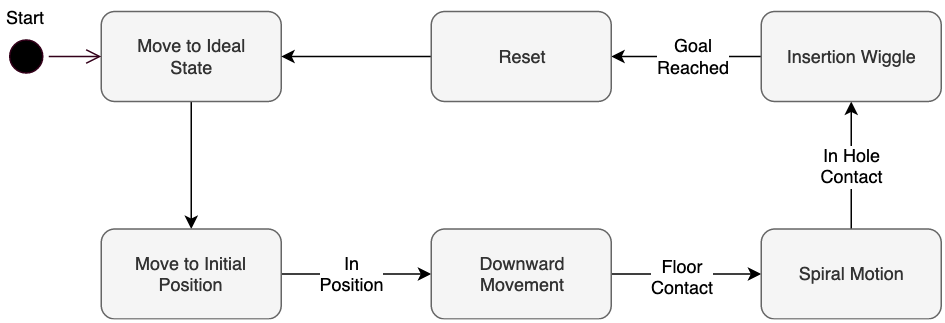 Start
Move to Ideal
State
Reset
Goal
Reached
Insertion Wiggle
In Hole
Contact
Move to Initial
Position
In
Position
Downward
Movement
Floor
Contact
Spiral Motion